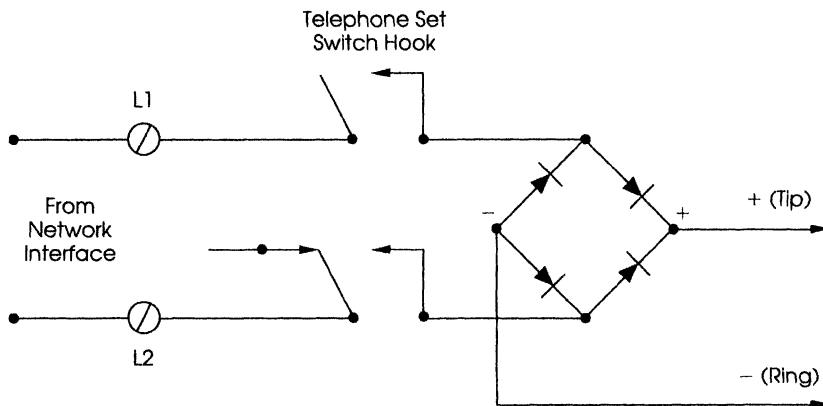 Telephone Set
Switch Hook
L1
From
Network
Interface
–
+
+ (Tip)
L2
– (Ring)